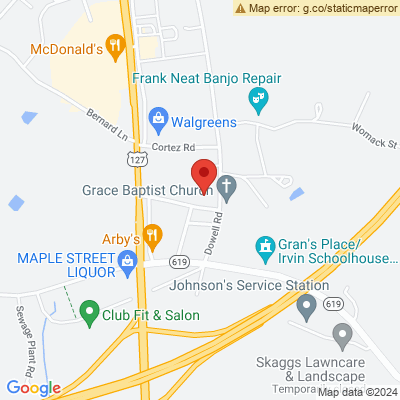 Map error: g.co/staticmaperror
McDonald's
Frank Neat Banjo Repair
Bernard Ln
Walgreens
Womack St
Cortez Rd
127
Grace Baptist Church
Dowell Rd
Arby's
Gran's Place/
Irvin Schoolhouse...
MAPLE STREET
LIQUOR
619
Johnson's Service Station
619
Sewage Plant Rd
Club Fit & Salon
Skaggs Lawncare
& Landscape
Google
Map data ©2024